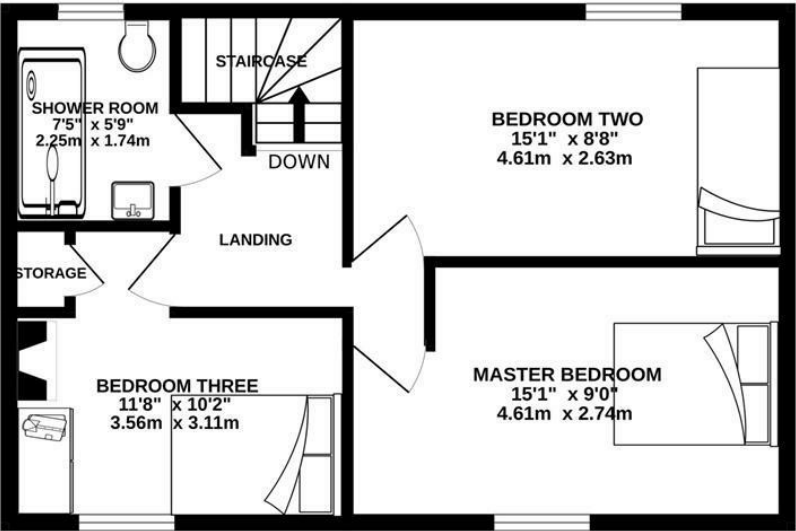 STAIRCASE
SHOWER ROOM
7'5" x 5'9"
2.25m x 1.74m
BEDROOM TWO
15'1" x 8'8"
4.61m x 2.63m
DOWN
LANDING
STORAGE
BEDROOM THREE
11'8" x 10'2"
3.56m x 3.11m
MASTER BEDROOM
15'1" x 9'0"
4.61m x 2.74m